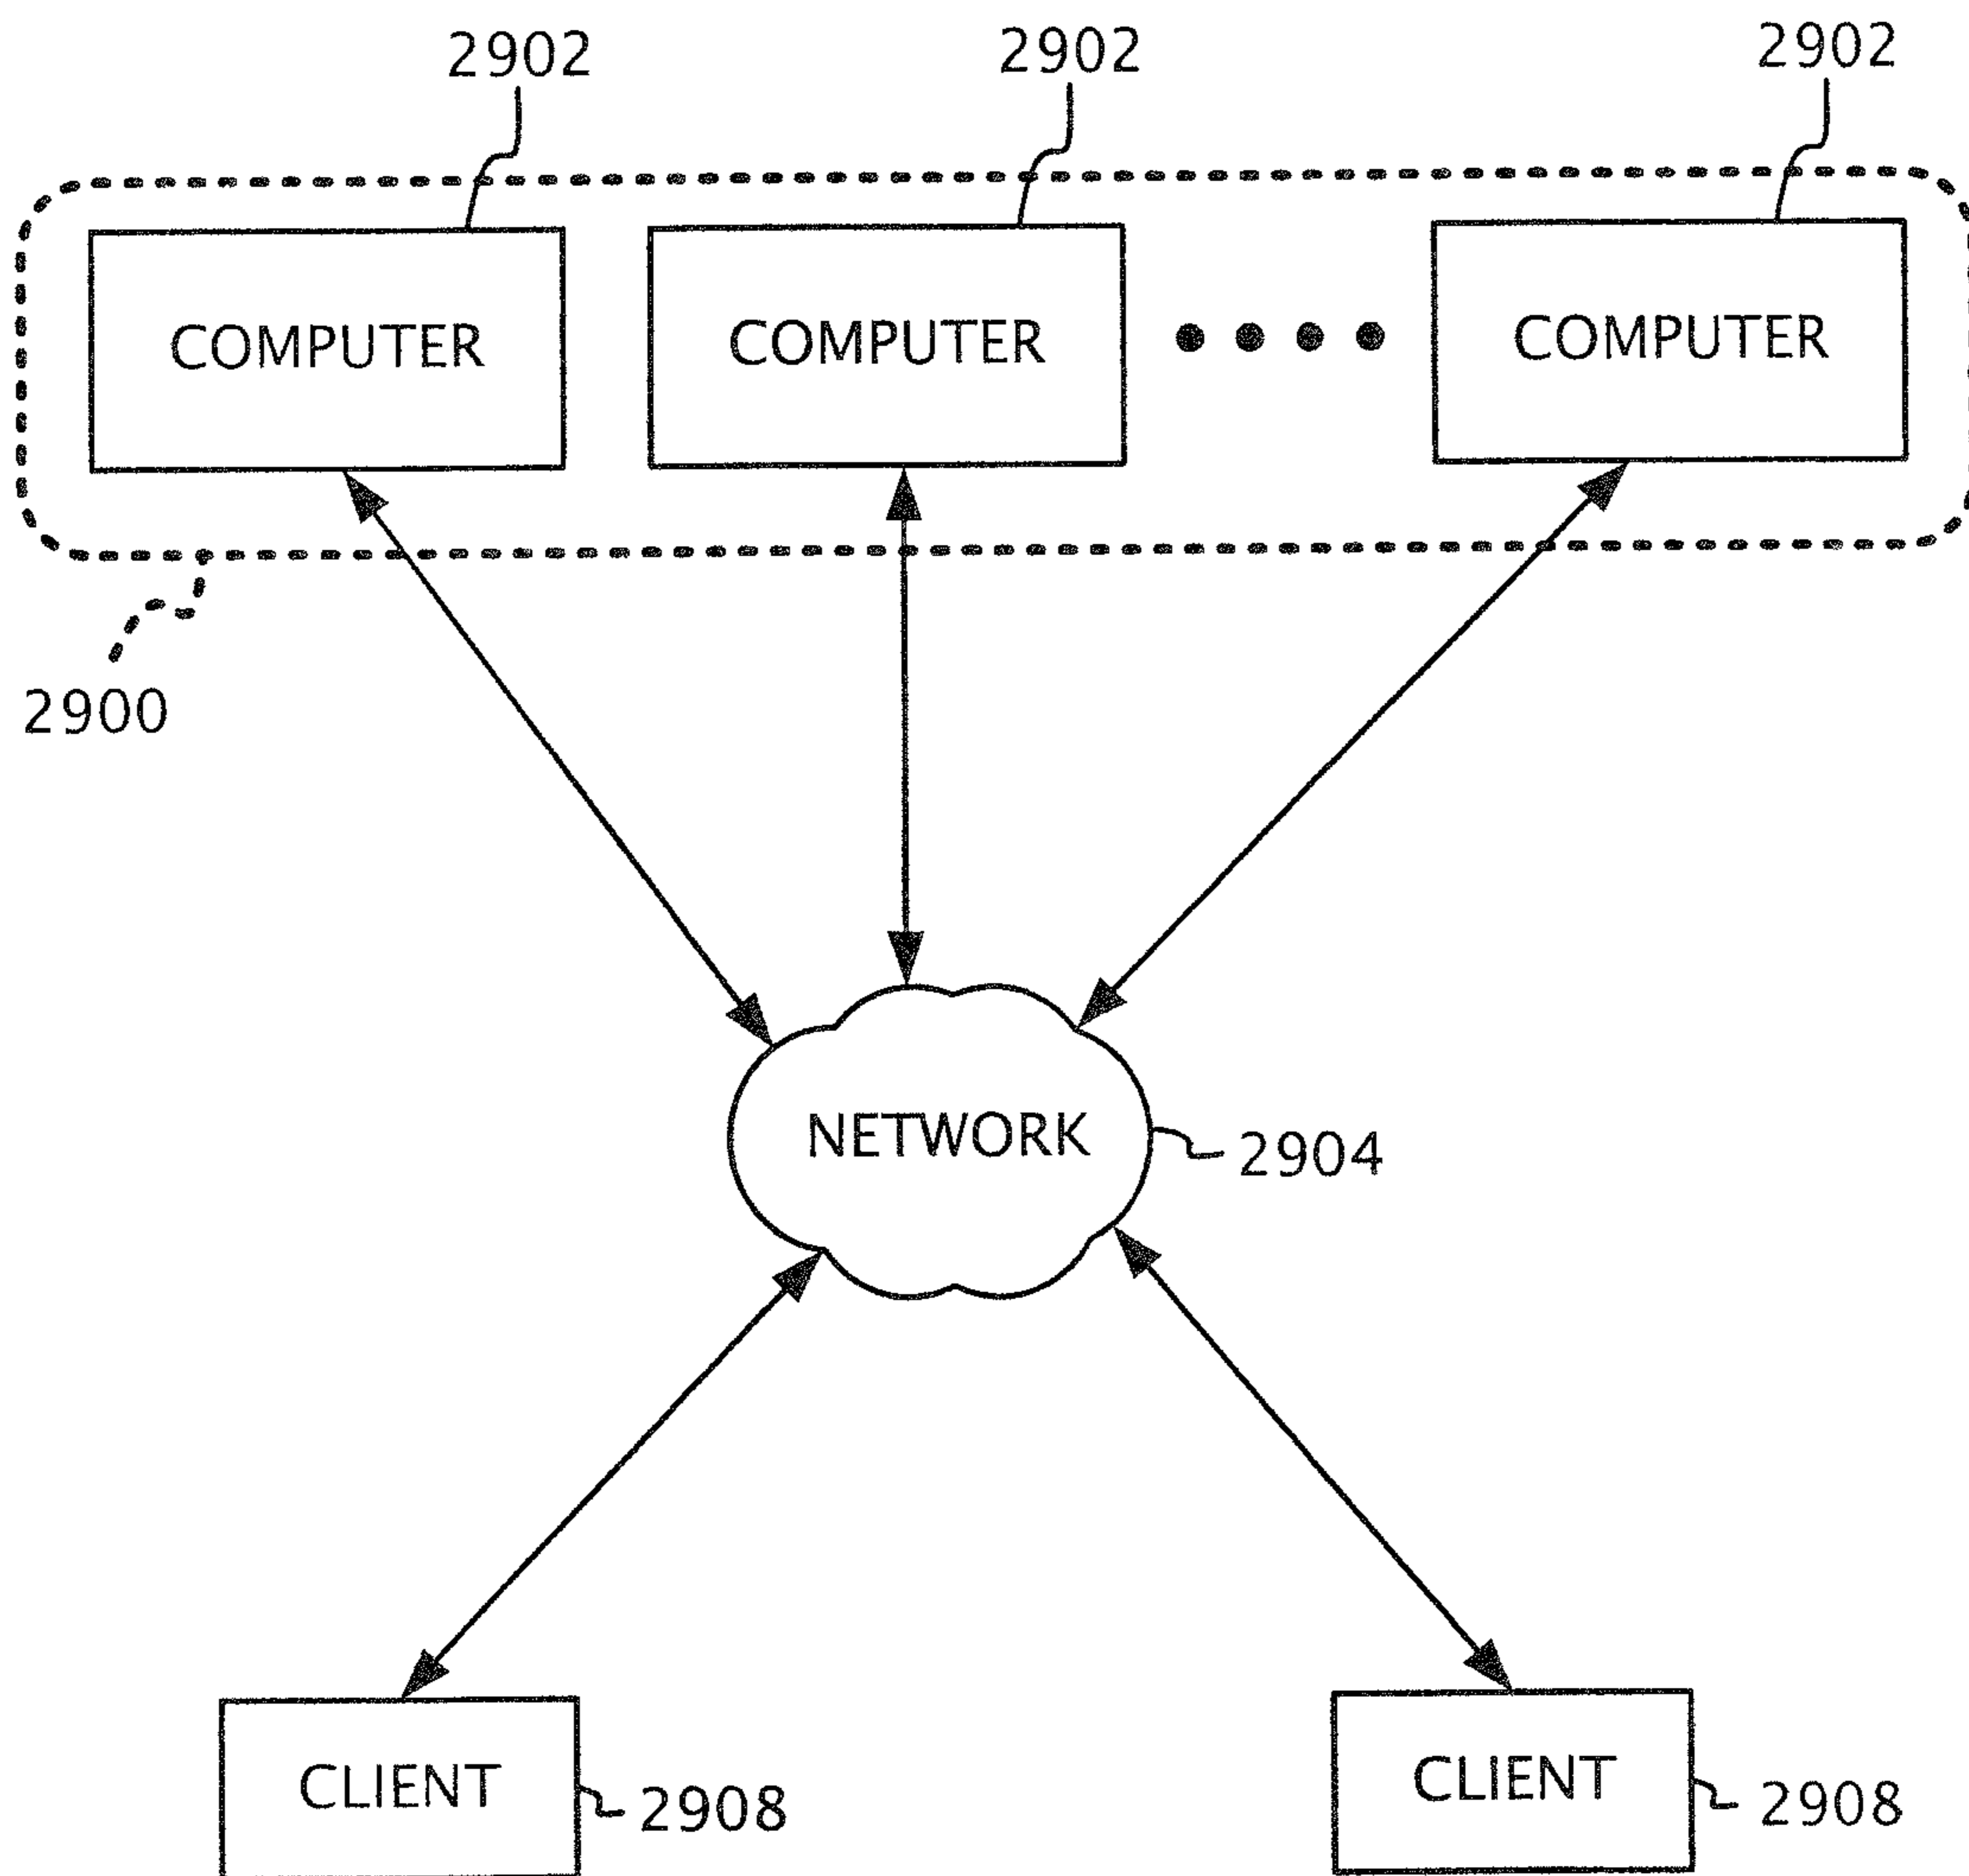 2902 2902 2902
COMPUTER COMPUTER COMPUTER
2900
NETWORK 2904
CLIENT 2908 CLIENT 2908